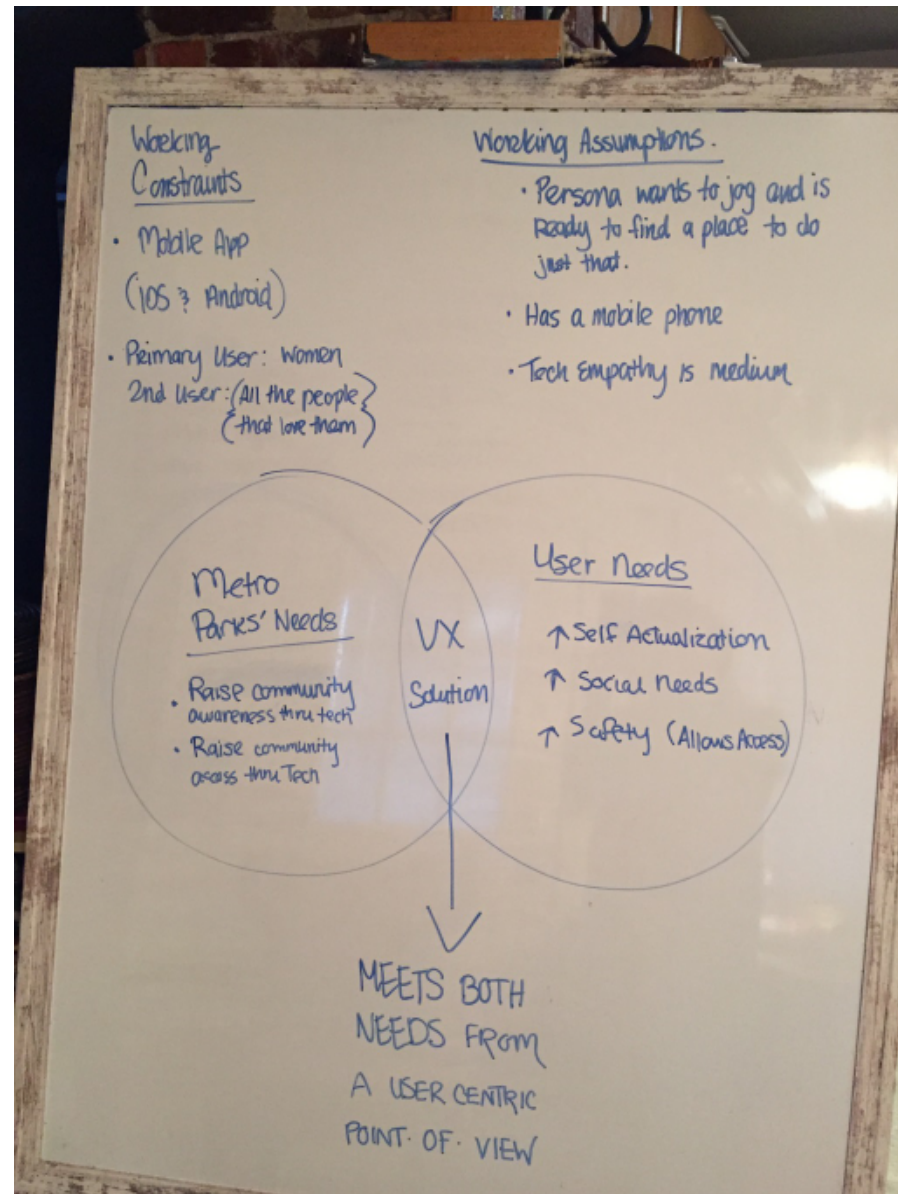 Working
Constraints
• Mobile App
(iOS & Android)
• Primary User: Women
2nd User: (All the people
(that love them)
Working Assumptions.
• Persona wants to jog and is
Ready to find a place to do
just that.
• Has a mobile phone
• Tech Empathy is medium
Metro
Parks' Needs
• Raise community
awareness thru tech
• Raise community
access thru Tech
UX
Solution
User Needs
↑ Self Actualization
↑ Social Needs
↑ Safety (Allows Access)
MEETS BOTH
NEEDS FROM
A USER CENTRIC
POINT. OF. VIEW